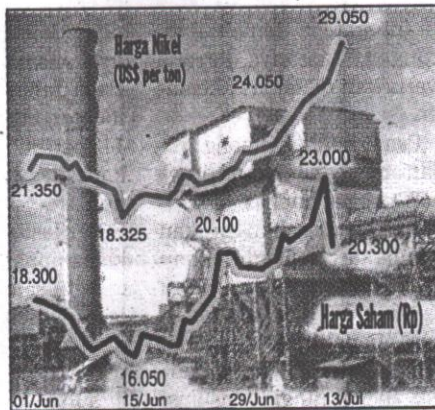 29.050
Harga Nikel
(US$ per ton)
24.050
21.350
18.325
23.000
20.100
20.300
18.300
Harga Saham (Rp)
16.050
01/Jun
15/Jun
29/Jun
13/Jul